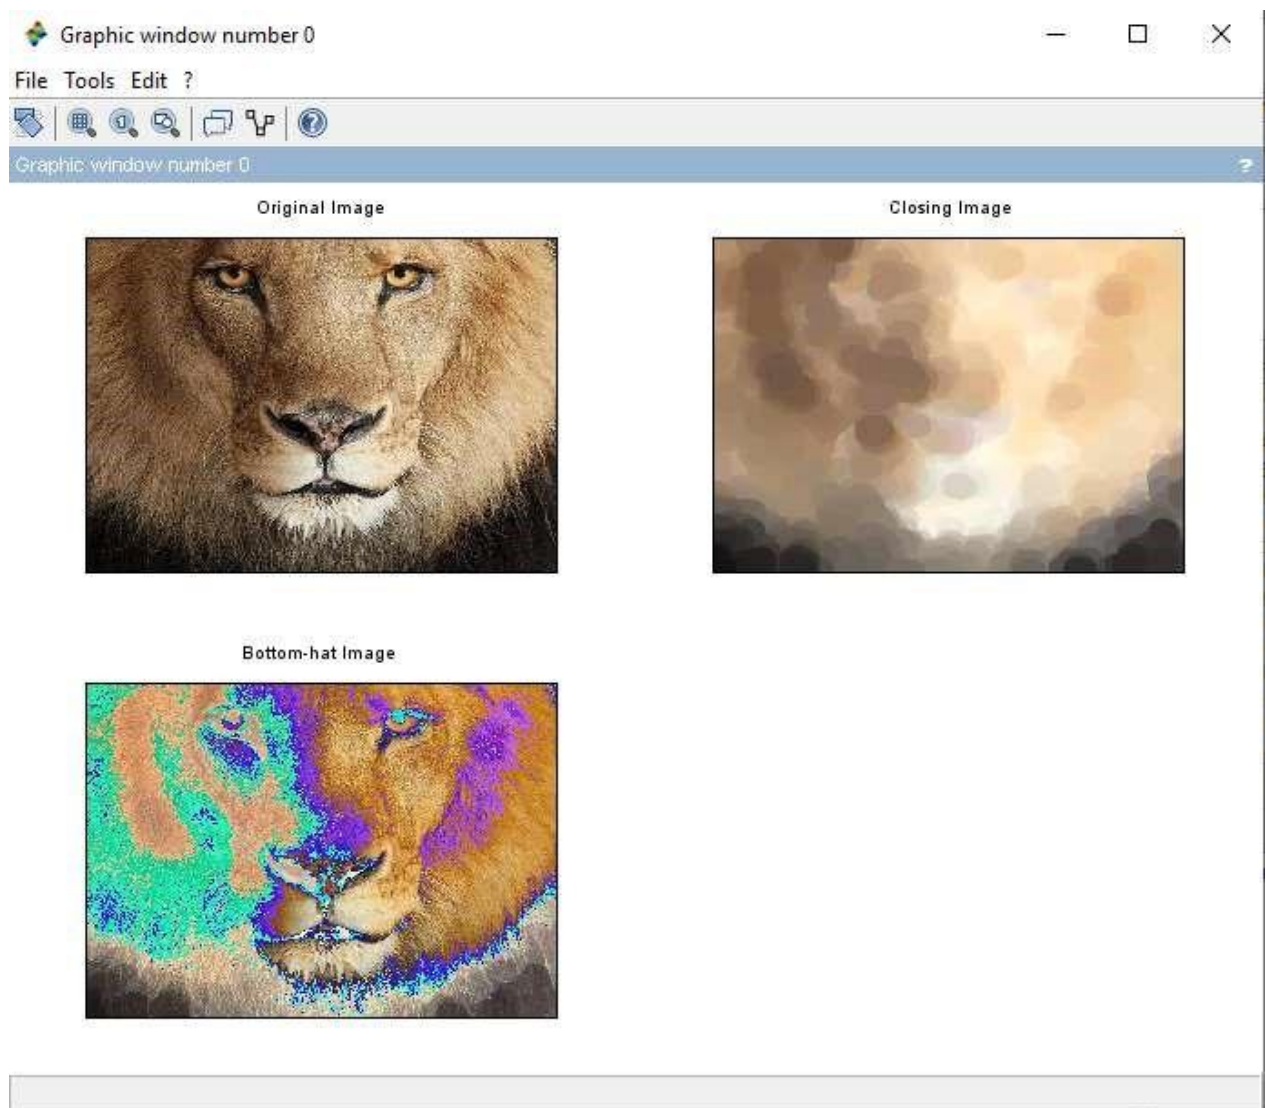 Graphic window number 0
File Tools Edit ?
Graphic window number 0 ?
Original Image
Closing Image
Bottom-hat Image